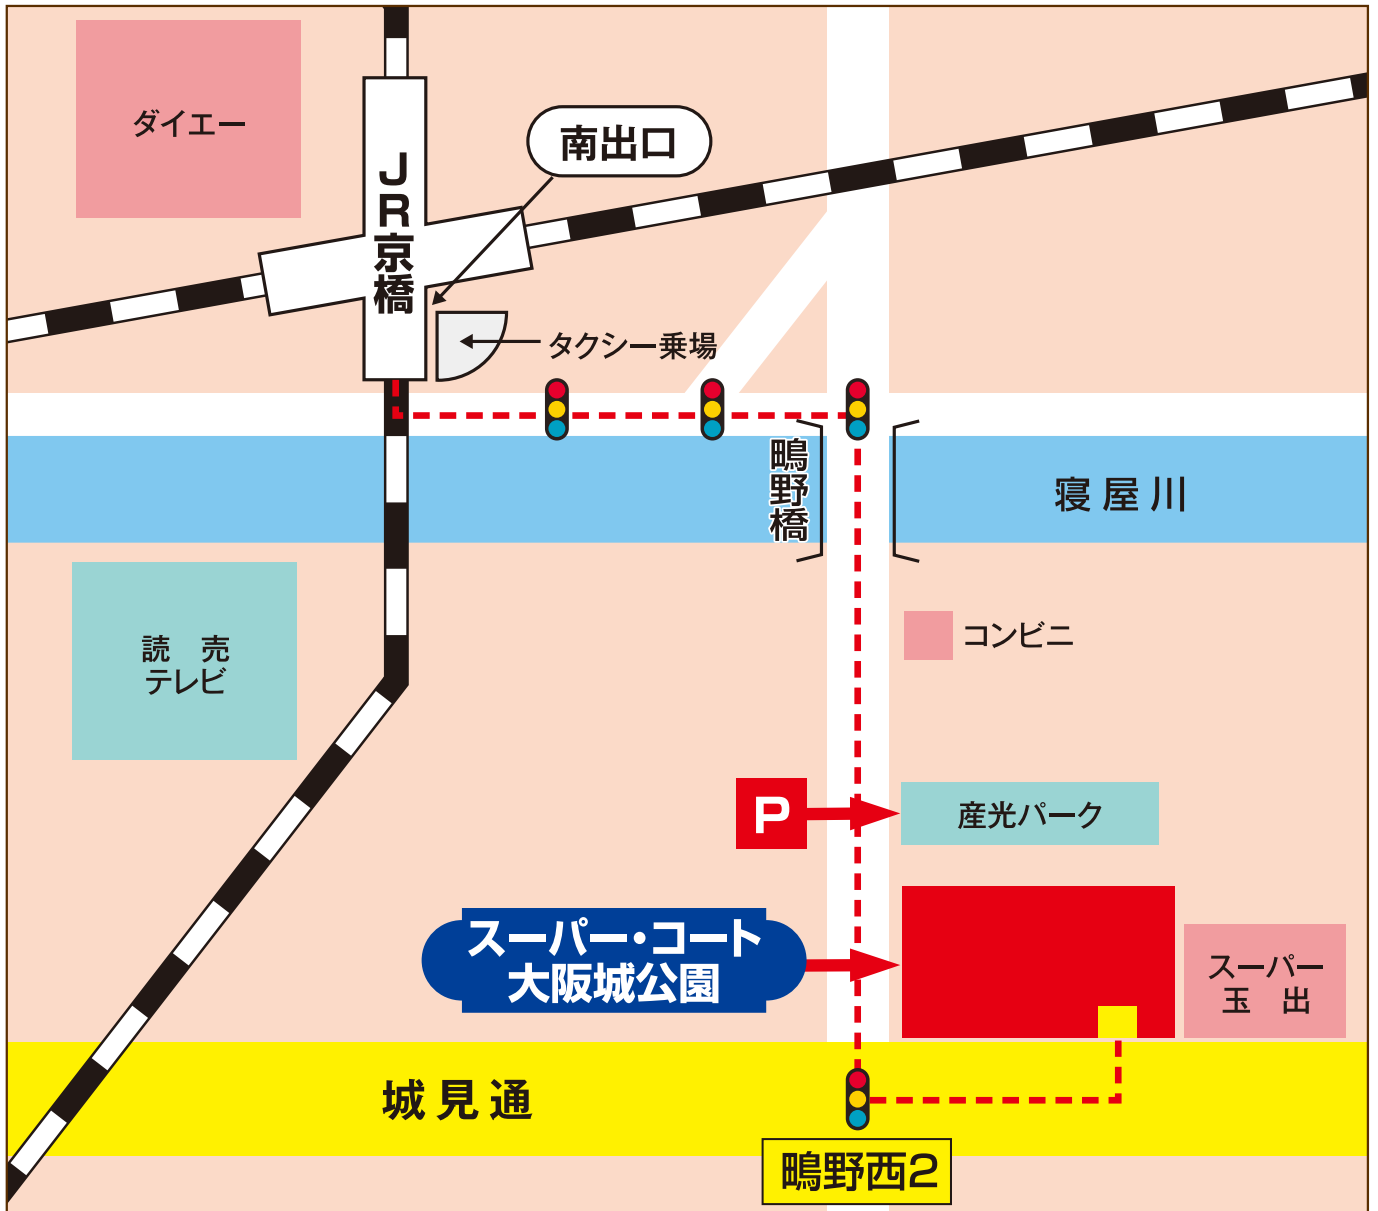 ダイエー
南出口
JR京橋
タクシー乗場
鴫野橋
寝屋川
コンビニ
読　売
テレビ
P
産光パーク
スーパー・コート
大阪城公園
スーパー
玉　出
城見通
鴫野西2